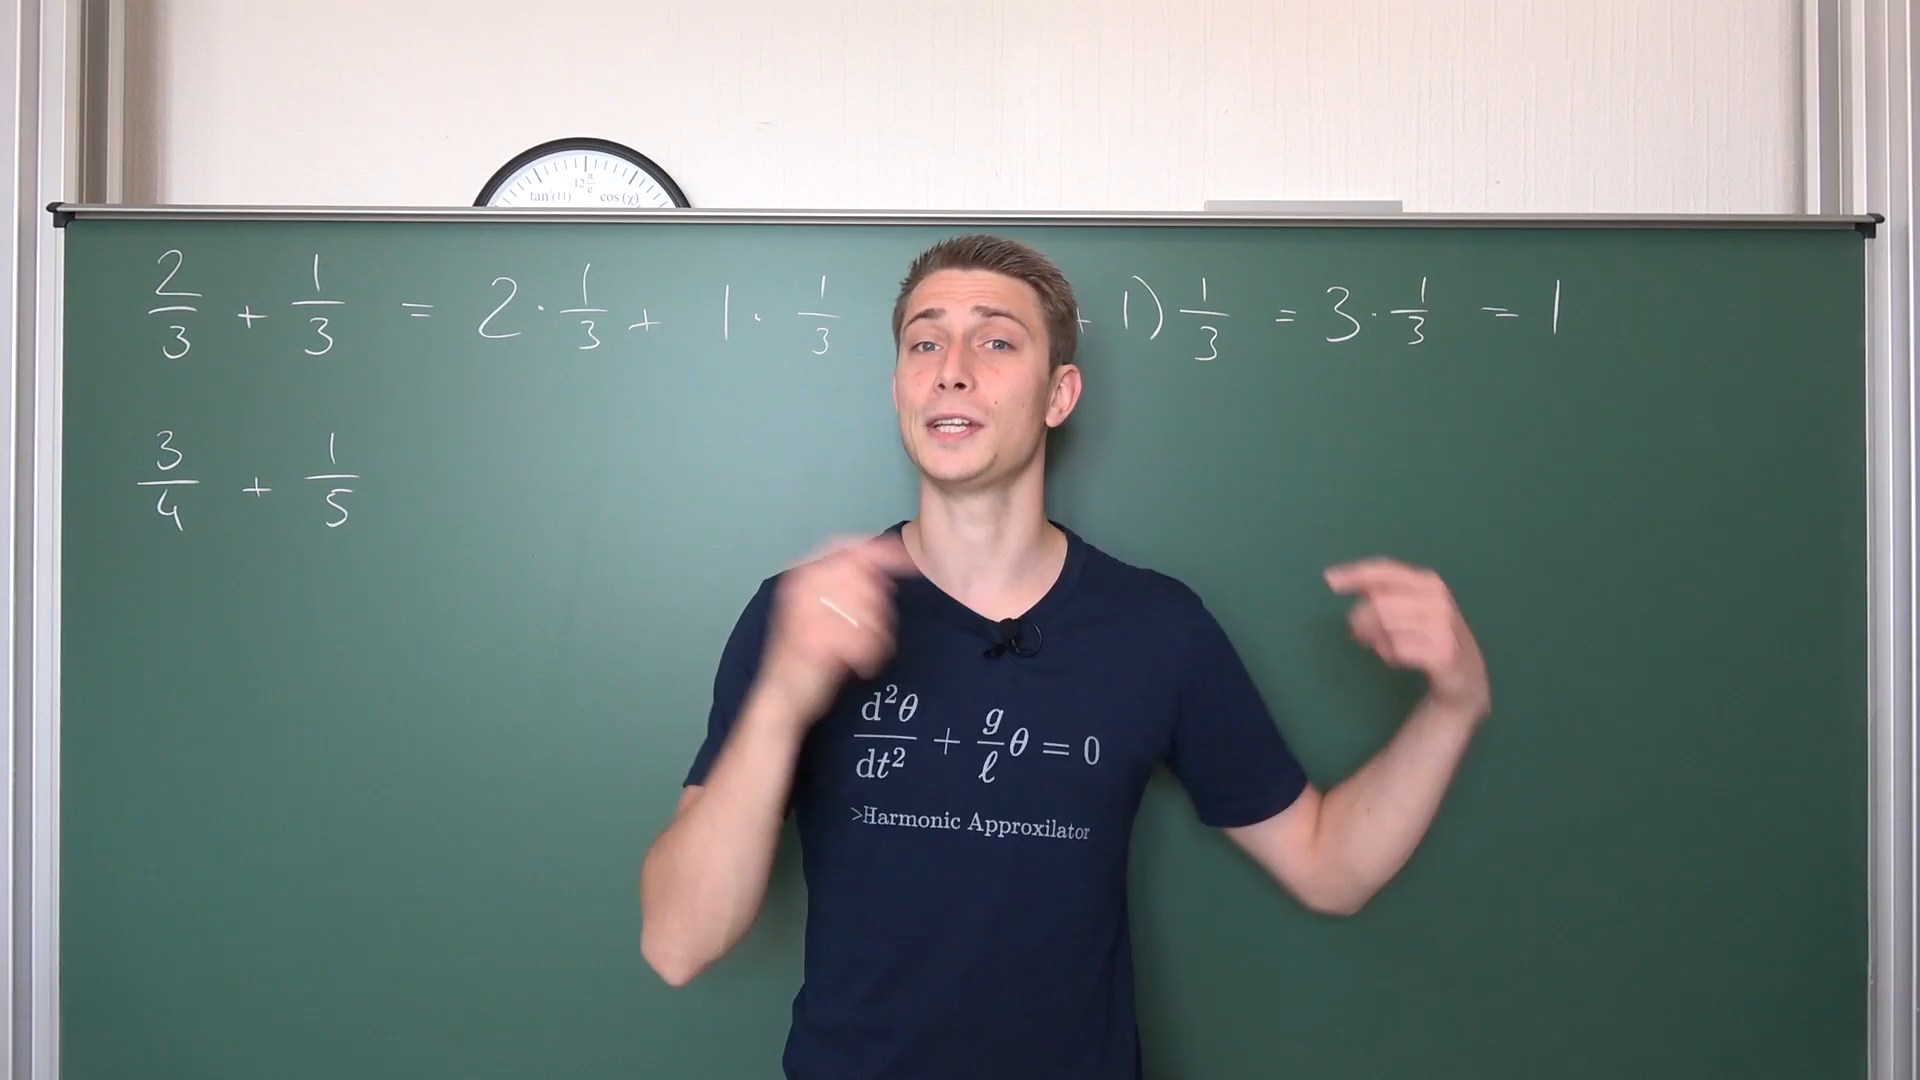 12 π/e
tan²(11) cos (χ)
2/3 + 1/3 = 2 · 1/3 + 1 · 1/3 + 1) 1/3 = 3 · 1/3 = 1
3/4 + 1/5
d²θ/dt² + g/ℓ θ = 0
>Harmonic Approxilator